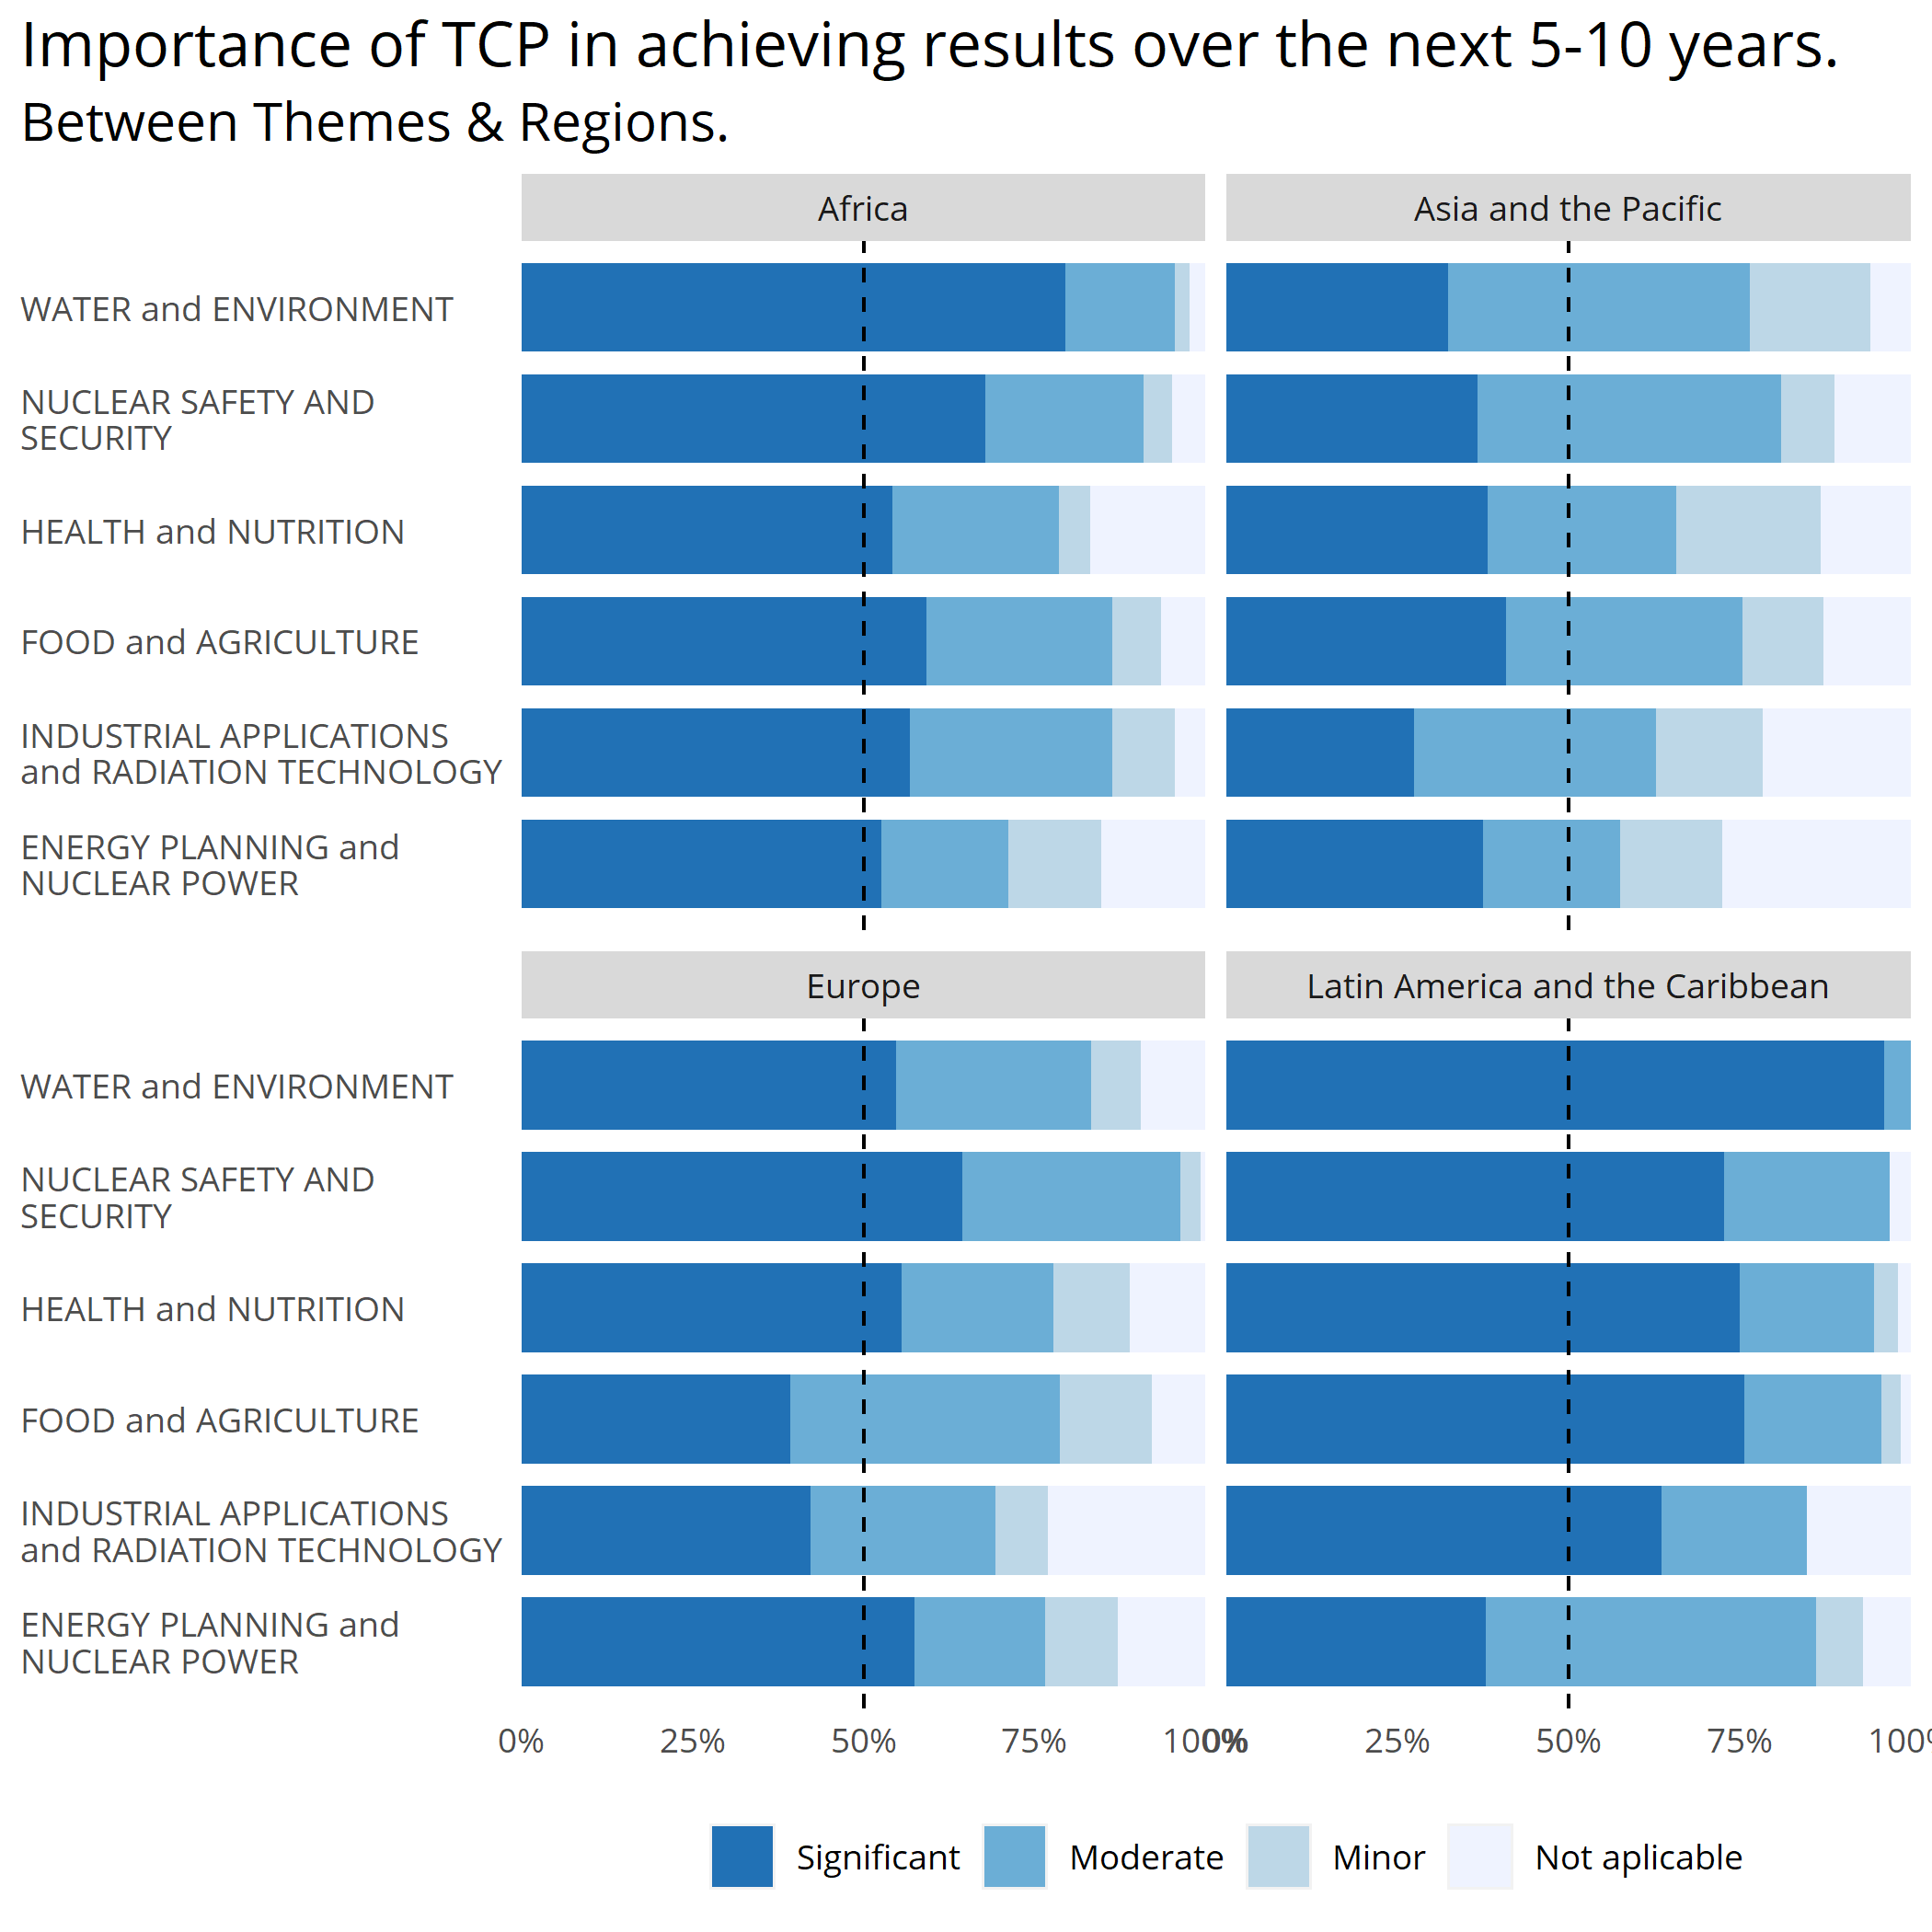 Importance of TCP in achieving results over the next 5-10 years.
Between Themes & Regions.
Africa
Asia and the Pacific
WATER and ENVIRONMENT
NUCLEAR SAFETY AND
SECURITY
HEALTH and NUTRITION
FOOD and AGRICULTURE
INDUSTRIAL APPLICATIONS
and RADIATION TECHNOLOGY
ENERGY PLANNING and
NUCLEAR POWER
Europe
Latin America and the Caribbean
WATER and ENVIRONMENT
NUCLEAR SAFETY AND
SECURITY
HEALTH and NUTRITION
FOOD and AGRICULTURE
INDUSTRIAL APPLICATIONS
and RADIATION TECHNOLOGY
ENERGY PLANNING and
NUCLEAR POWER
0% 25% 50% 75% 100% 0% 25% 50% 75% 100%
Significant Moderate Minor Not aplicable